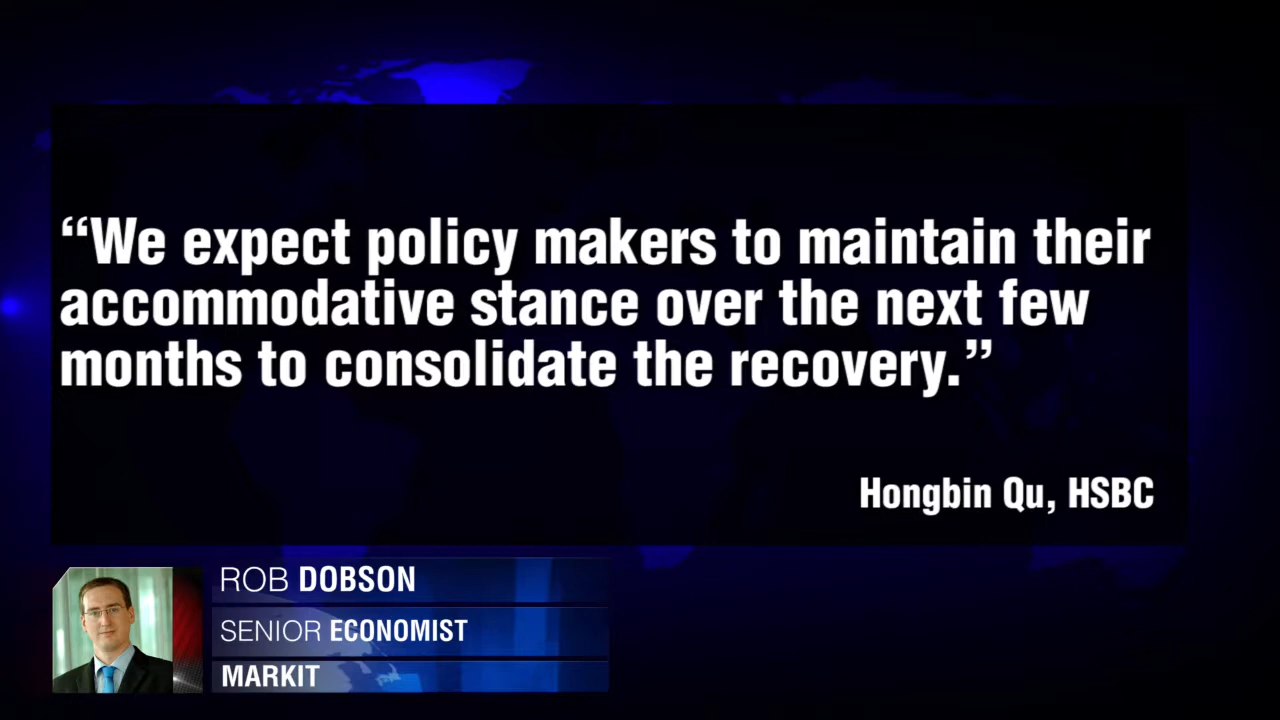 “We expect policy makers to maintain their
accommodative stance over the next few
months to consolidate the recovery.”
Hongbin Qu, HSBC
ROB DOBSON
SENIOR ECONOMIST
MARKIT